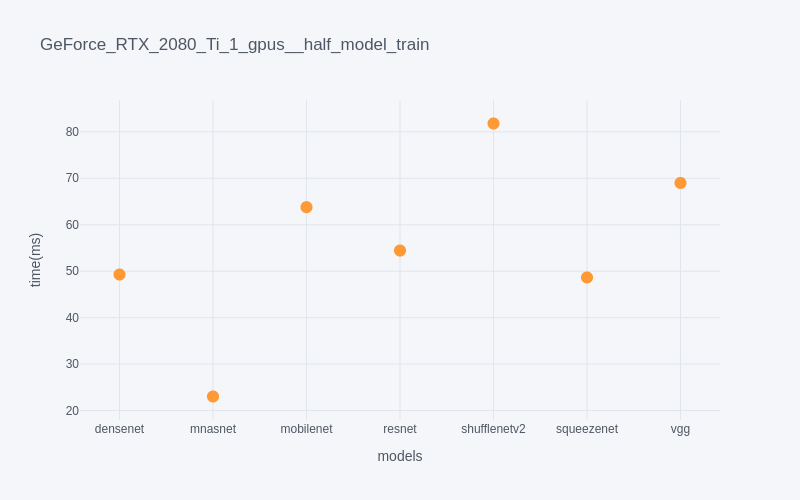 GeForce_RTX_2080_Ti_1_gpus__half_model_train
time(ms)
80
70
60
50
40
30
20
densenet mnasnet mobilenet resnet shufflenetv2 squeezenet vgg
models